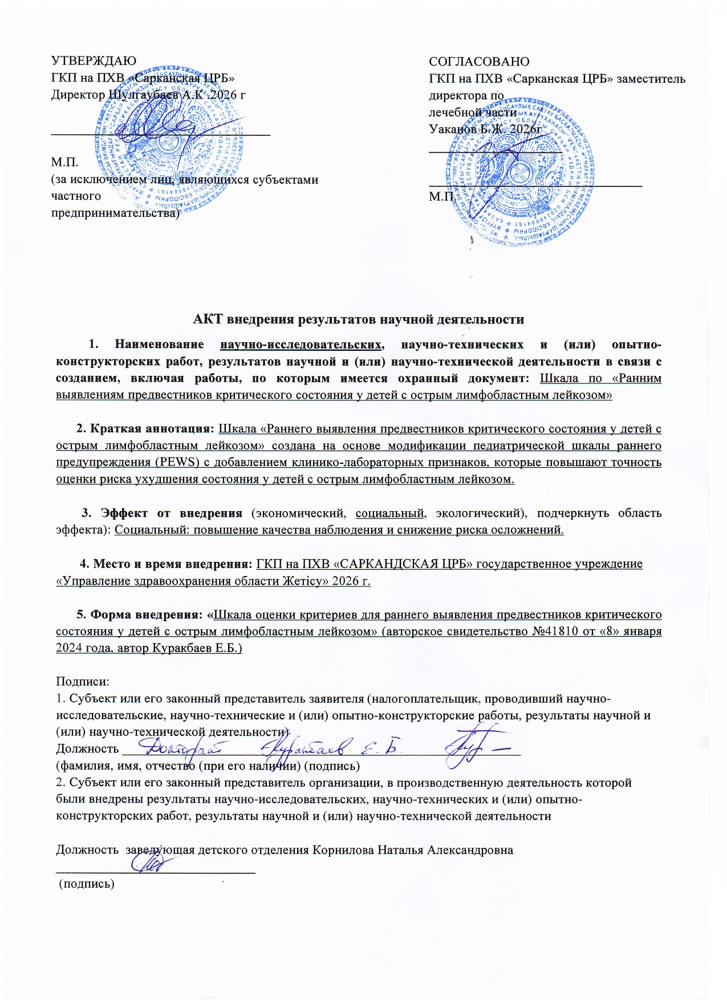 УТВЕРЖДАЮ
ГКП на ПХВ «Сарканская ЦРБ»
Директор Шулгаубаев А.К .2026 г
М.П.
(за исключением лиц, являющихся субъектами
частного
предпринимательства)
СОГЛАСОВАНО
ГКП на ПХВ «Сарканская ЦРБ» заместитель
директора по
лечебной части
Уаканов Б.Ж. 2026г
М.П.
АКТ внедрения результатов научной деятельности
1. Наименование научно-исследовательских, научно-технических и (или) опытно-
конструкторских работ, результатов научной и (или) научно-технической деятельности в связи с
созданием, включая работы, по которым имеется охранный документ: Шкала по «Ранним
выявлениям предвестников критического состояния у детей с острым лимфобластным лейкозом»
2. Краткая аннотация: Шкала «Раннего выявления предвестников критического состояния у детей с
острым лимфобластным лейкозом» создана на основе модификации педиатрической шкалы раннего
предупреждения (PEWS) с добавлением клинико-лабораторных признаков, которые повышают точность
оценки риска ухудшения состояния у детей с острым лимфобластным лейкозом.
3. Эффект от внедрения (экономический, социальный, экологический), подчеркнуть область
эффекта): Социальный: повышение качества наблюдения и снижение риска осложнений.
4. Место и время внедрения: ГКП на ПХВ «САРКАНДСКАЯ ЦРБ» государственное учреждение
«Управление здравоохранения области Жетісу» 2026 г.
5. Форма внедрения: «Шкала оценки критериев для раннего выявления предвестников критического
состояния у детей с острым лимфобластным лейкозом» (авторское свидетельство №41810 от «8» января
2024 года, автор Куракбаев Е.Б.)
Подписи:
1. Субъект или его законный представитель заявителя (налогоплательщик, проводивший научно-
исследовательские, научно-технические и (или) опытно-конструкторские работы, результаты научной и
(или) научно-технической деятельности)
Должность Докторант Куракбаев Е. Б.
(фамилия, имя, отчество (при его наличии) (подпись)
2. Субъект или его законный представитель организации, в производственную деятельность которой
были внедрены результаты научно-исследовательских, научно-технических и (или) опытно-
конструкторских работ, результаты научной и (или) научно-технической деятельности
Должность заведующая детского отделения Корнилова Наталья Александровна
(подпись)